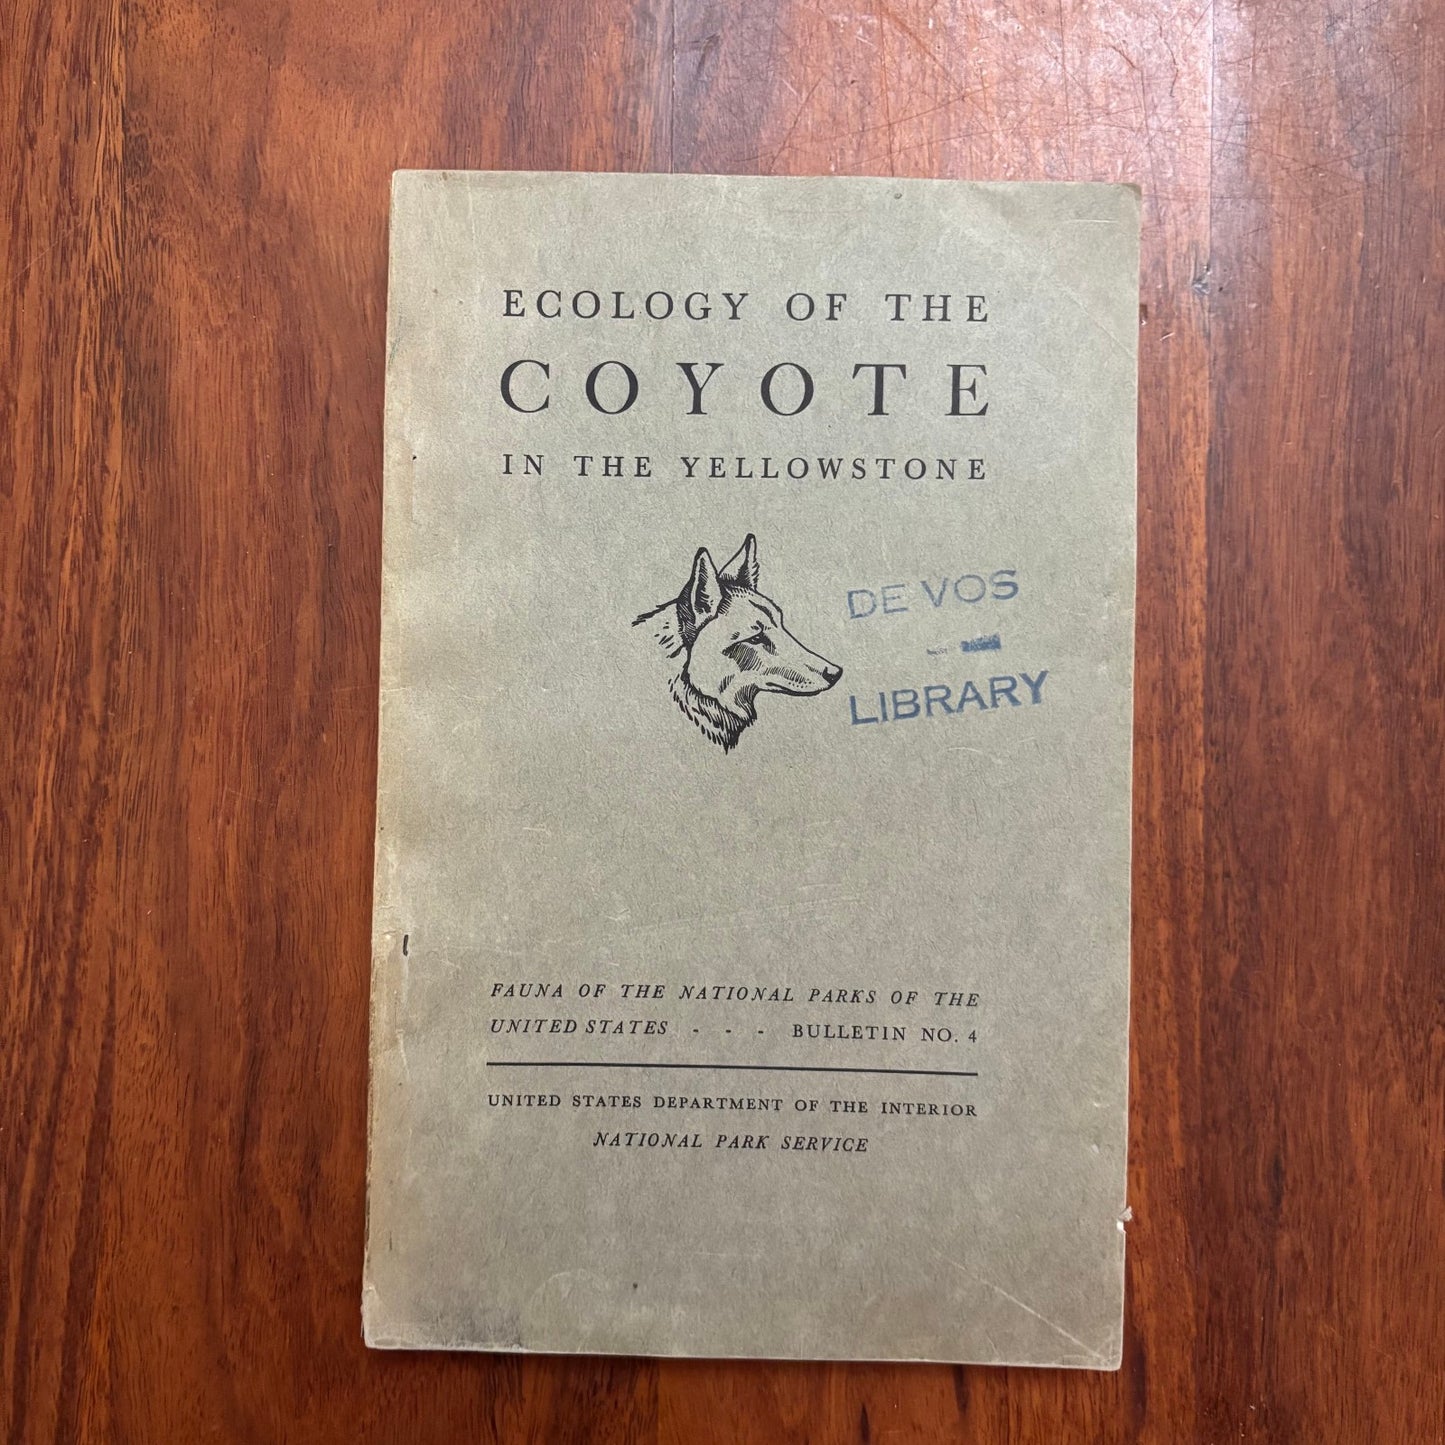 ECOLOGY OF THE
COYOTE
IN THE YELLOWSTONE
DE VOS
LIBRARY
FAUNA OF THE NATIONAL PARKS OF THE
UNITED STATES - - - BULLETIN NO. 4
UNITED STATES DEPARTMENT OF THE INTERIOR
NATIONAL PARK SERVICE